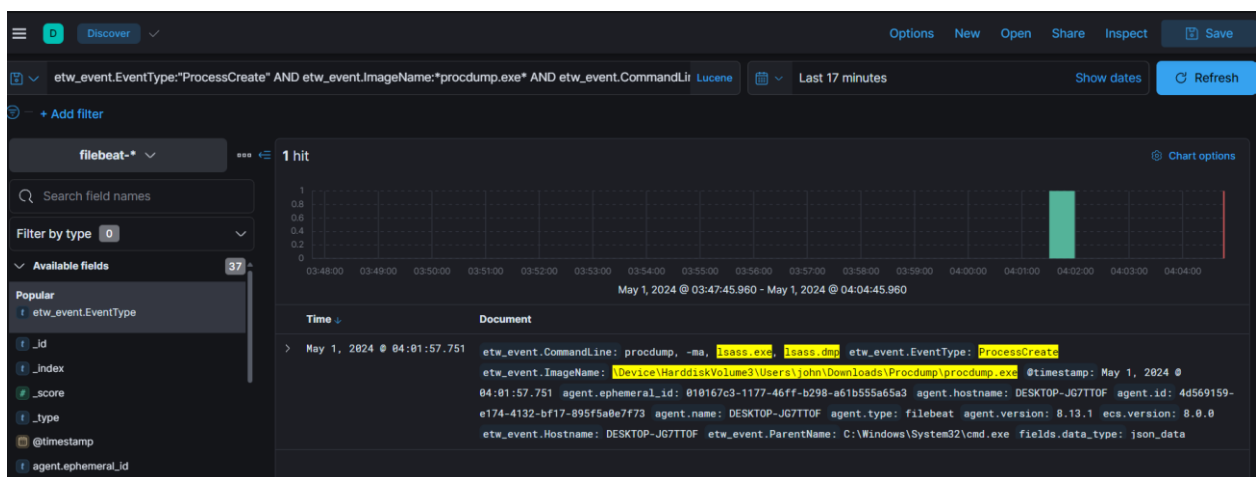 D Discover Options New Open Share Inspect Save
etw_event.EventType:"ProcessCreate" AND etw_event.ImageName:*procdump.exe* AND etw_event.CommandLi Lucene Last 17 minutes Show dates Refresh
+ Add filter
filebeat-* 1 hit Chart options
Search field names
Filter by type 0
Available fields 37
Popular
t etw_event.EventType
t _id
t _index
# _score
t _type
@timestamp
t agent.ephemeral_id
1
0.8
0.6
0.4
0.2
0
03:48:00 03:49:00 03:50:00 03:51:00 03:52:00 03:53:00 03:54:00 03:55:00 03:56:00 03:57:00 03:58:00 03:59:00 04:00:00 04:01:00 04:02:00 04:03:00 04:04:00
May 1, 2024 @ 03:47:45.960 - May 1, 2024 @ 04:04:45.960
Time Document
May 1, 2024 @ 04:01:57.751 etw_event.CommandLine: procdump, -ma, lsass.exe, lsass.dmp etw_event.EventType: ProcessCreate
etw_event.ImageName: \Device\HarddiskVolume3\Users\john\Downloads\Procdump\procdump.exe @timestamp: May 1, 2024 @
04:01:57.751 agent.ephemeral_id: 010167c3-1177-46ff-b298-a61b555a65a3 agent.hostname: DESKTOP-JG7TTOF agent.id: 4d569159-
e174-4132-bf17-895f5a0e7f73 agent.name: DESKTOP-JG7TTOF agent.type: filebeat agent.version: 8.13.1 ecs.version: 8.0.0
etw_event.Hostname: DESKTOP-JG7TTOF etw_event.ParentName: C:\Windows\System32\cmd.exe fields.data_type: json_data